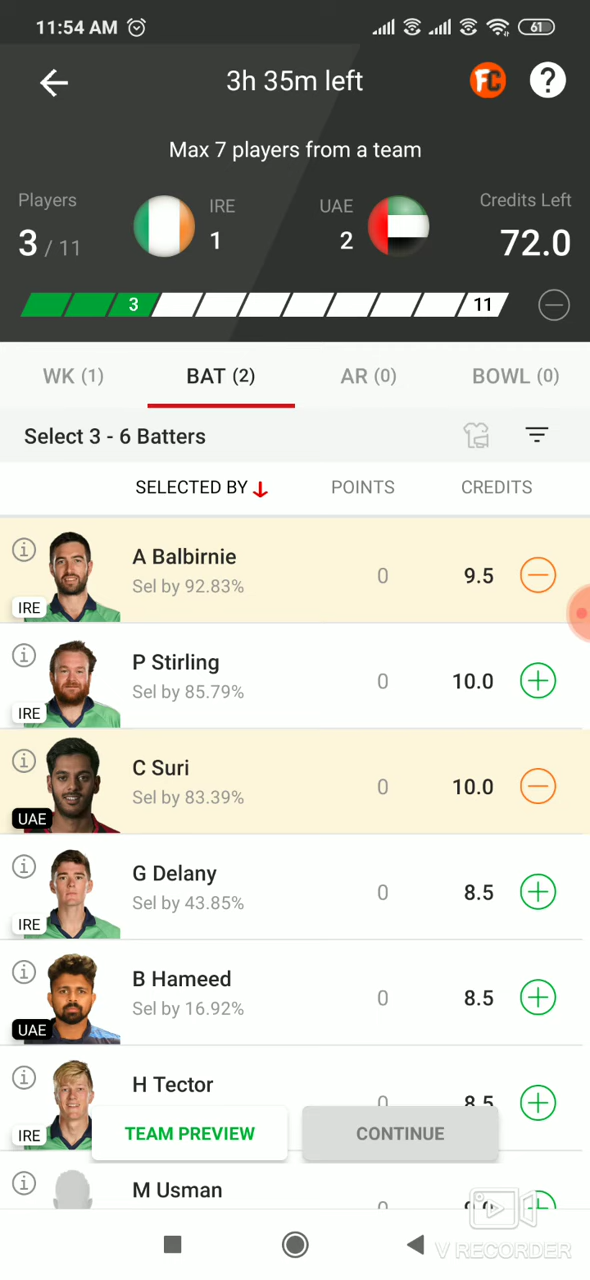 11:54 AM
61
3h 35m left
FC
?
Max 7 players from a team
Players
IRE
UAE
Credits Left
3 / 11
1
2
72.0
3
11
WK (1)
BAT (2)
AR (0)
BOWL (0)
Select 3 - 6 Batters
SELECTED BY
POINTS
CREDITS
A Balbirnie
Sel by 92.83%
0
9.5
IRE
P Stirling
Sel by 85.79%
0
10.0
IRE
C Suri
Sel by 83.39%
0
10.0
UAE
G Delany
Sel by 43.85%
0
8.5
IRE
B Hameed
Sel by 16.92%
0
8.5
UAE
H Tector
0
8.5
IRE
TEAM PREVIEW
CONTINUE
M Usman
V RECORDER